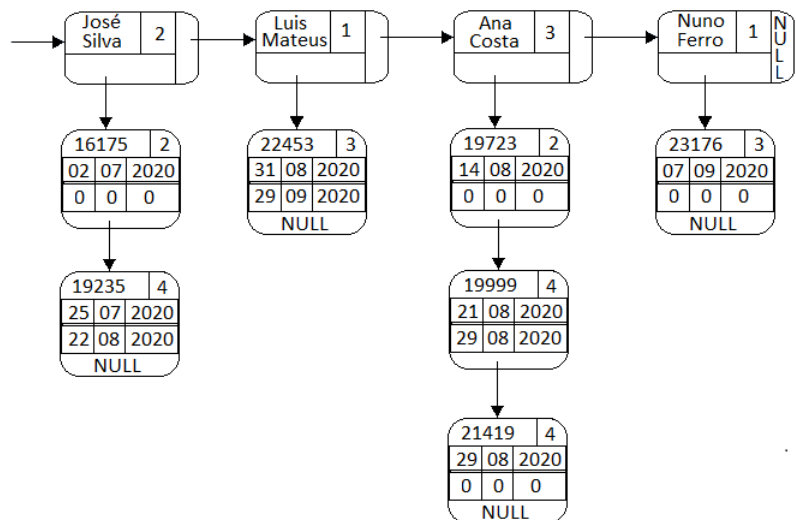 José Silva 2
Luis Mateus 1
Ana Costa 3
Nuno Ferro 1 NULL
16175 2
02 07 2020
0 0 0
19235 4
25 07 2020
22 08 2020
NULL
22453 3
31 08 2020
29 09 2020
NULL
19723 2
14 08 2020
0 0 0
19999 4
21 08 2020
29 08 2020
21419 4
29 08 2020
0 0 0
NULL
23176 3
07 09 2020
0 0 0
NULL